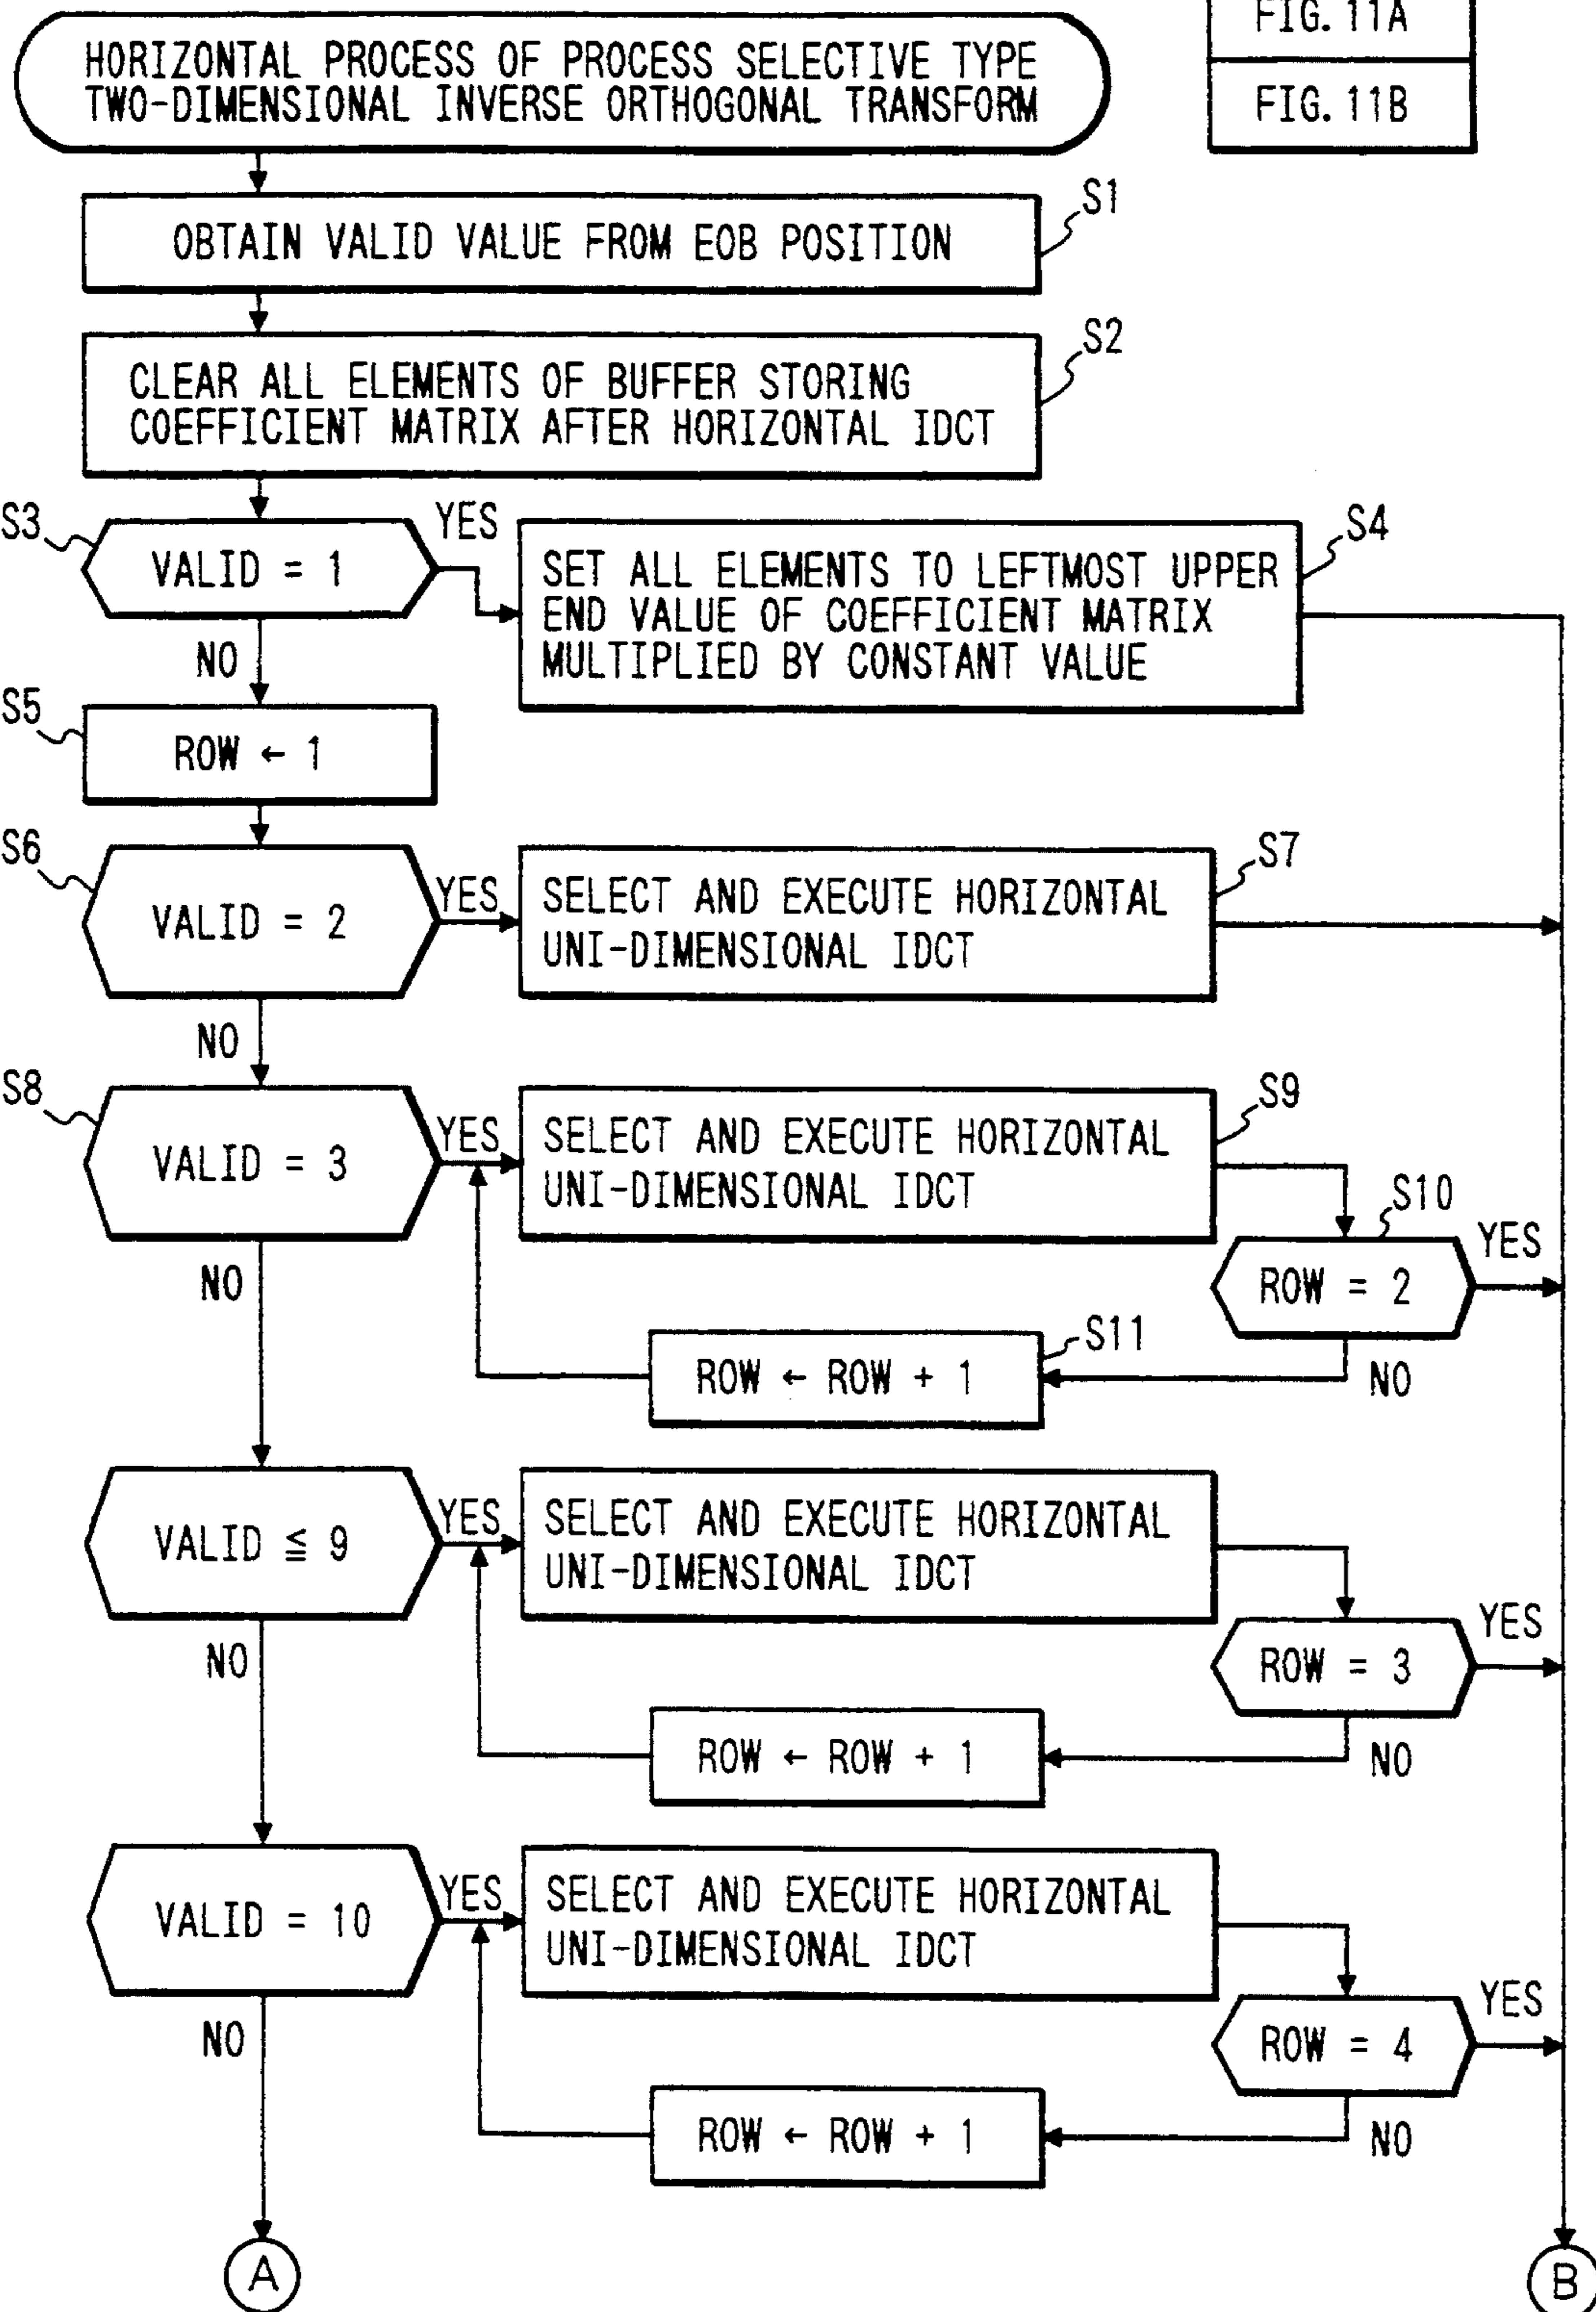 FIG. 11A
FIG. 11B
HORIZONTAL PROCESS OF PROCESS SELECTIVE TYPE
TWO-DIMENSIONAL INVERSE ORTHOGONAL TRANSFORM
S1
OBTAIN VALID VALUE FROM EOB POSITION
S2
CLEAR ALL ELEMENTS OF BUFFER STORING
COEFFICIENT MATRIX AFTER HORIZONTAL IDCT
S3
VALID = 1
YES
NO
S4
SET ALL ELEMENTS TO LEFTMOST UPPER
END VALUE OF COEFFICIENT MATRIX
MULTIPLIED BY CONSTANT VALUE
S5
ROW ← 1
S6
VALID = 2
YES
NO
S7
SELECT AND EXECUTE HORIZONTAL
UNI-DIMENSIONAL IDCT
S8
VALID = 3
YES
NO
S9
SELECT AND EXECUTE HORIZONTAL
UNI-DIMENSIONAL IDCT
S10
ROW = 2
YES
NO
S11
ROW ← ROW + 1
VALID ≦ 9
YES
NO
SELECT AND EXECUTE HORIZONTAL
UNI-DIMENSIONAL IDCT
ROW = 3
YES
NO
ROW ← ROW + 1
VALID = 10
YES
NO
SELECT AND EXECUTE HORIZONTAL
UNI-DIMENSIONAL IDCT
ROW = 4
YES
NO
ROW ← ROW + 1
A
B